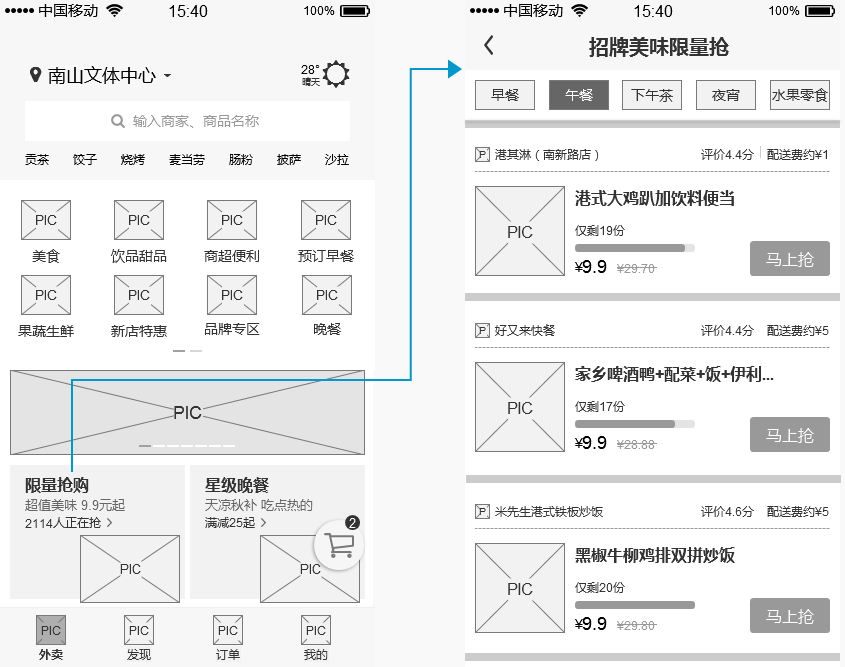 中国移动 15:40 100%
南山文体中心
28°
晴天
输入商家、商品名称
贡茶 饺子 烧烤 麦当劳 肠粉 披萨 沙拉
PIC PIC PIC PIC
美食 饮品甜品 商超便利 预订早餐
PIC PIC PIC PIC
果蔬生鲜 新店特惠 品牌专区 晚餐
PIC
限量抢购
超值美味 9.9元起
2114人正在抢 >
PIC
星级晚餐
天凉秋补 吃点热的
满减25起 >
PIC
2
PIC PIC PIC PIC
外卖 发现 订单 我的
中国移动 15:40 100%
招牌美味限量抢
早餐 午餐 下午茶 夜宵 水果零食
P 港其淋（南新路店） 评价4.4分 配送费约¥1
PIC
港式大鸡趴加饮料便当
仅剩19份
¥9.9 ¥29.70
马上抢
P 好又来快餐 评价4.4分 配送费约¥5
PIC
家乡啤酒鸭+配菜+饭+伊利...
仅剩17份
¥9.9 ¥28.88
马上抢
P 米先生港式铁板炒饭 评价4.6分 配送费约¥5
PIC
黑椒牛柳鸡排双拼炒饭
仅剩20份
¥9.9 ¥29.80
马上抢